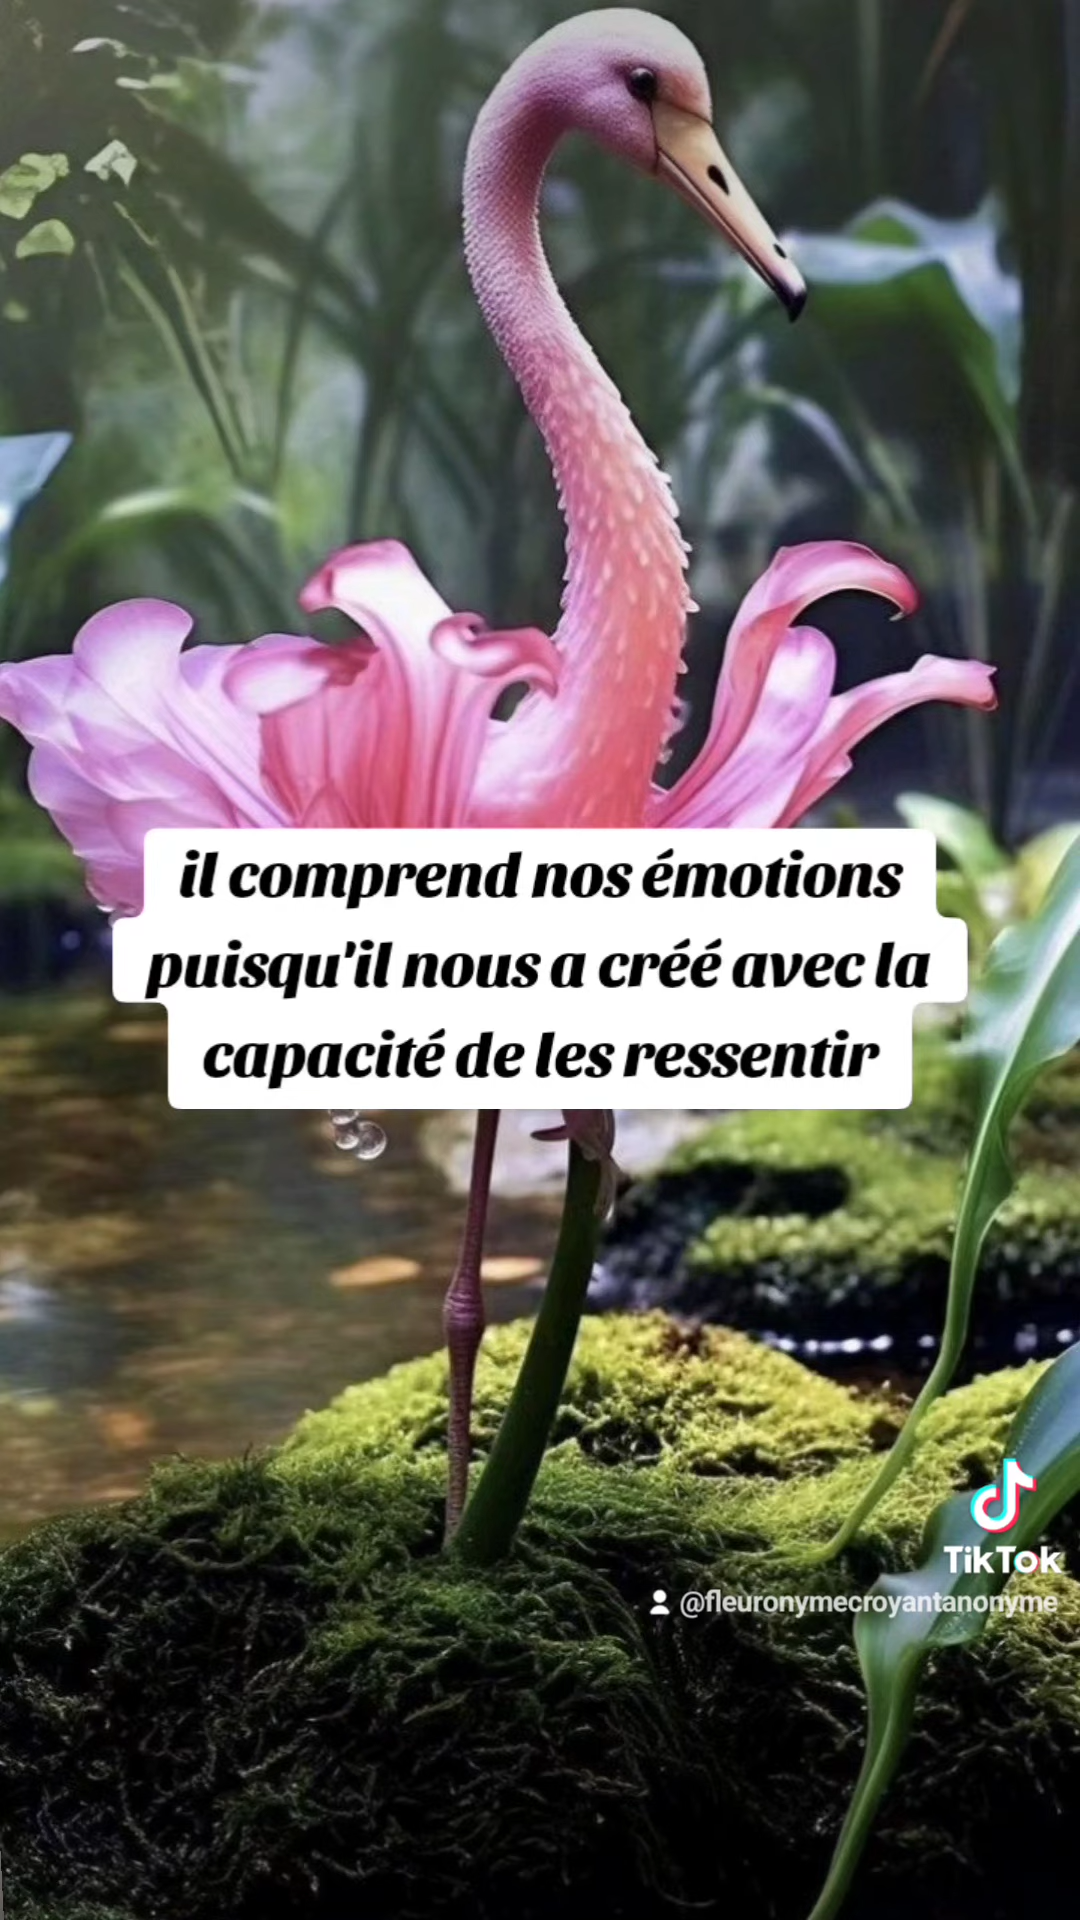 il comprend nos émotions
puisqu'il nous a créé avec la
capacité de les ressentir
TikTok
@fleuronymecroyantanonyme